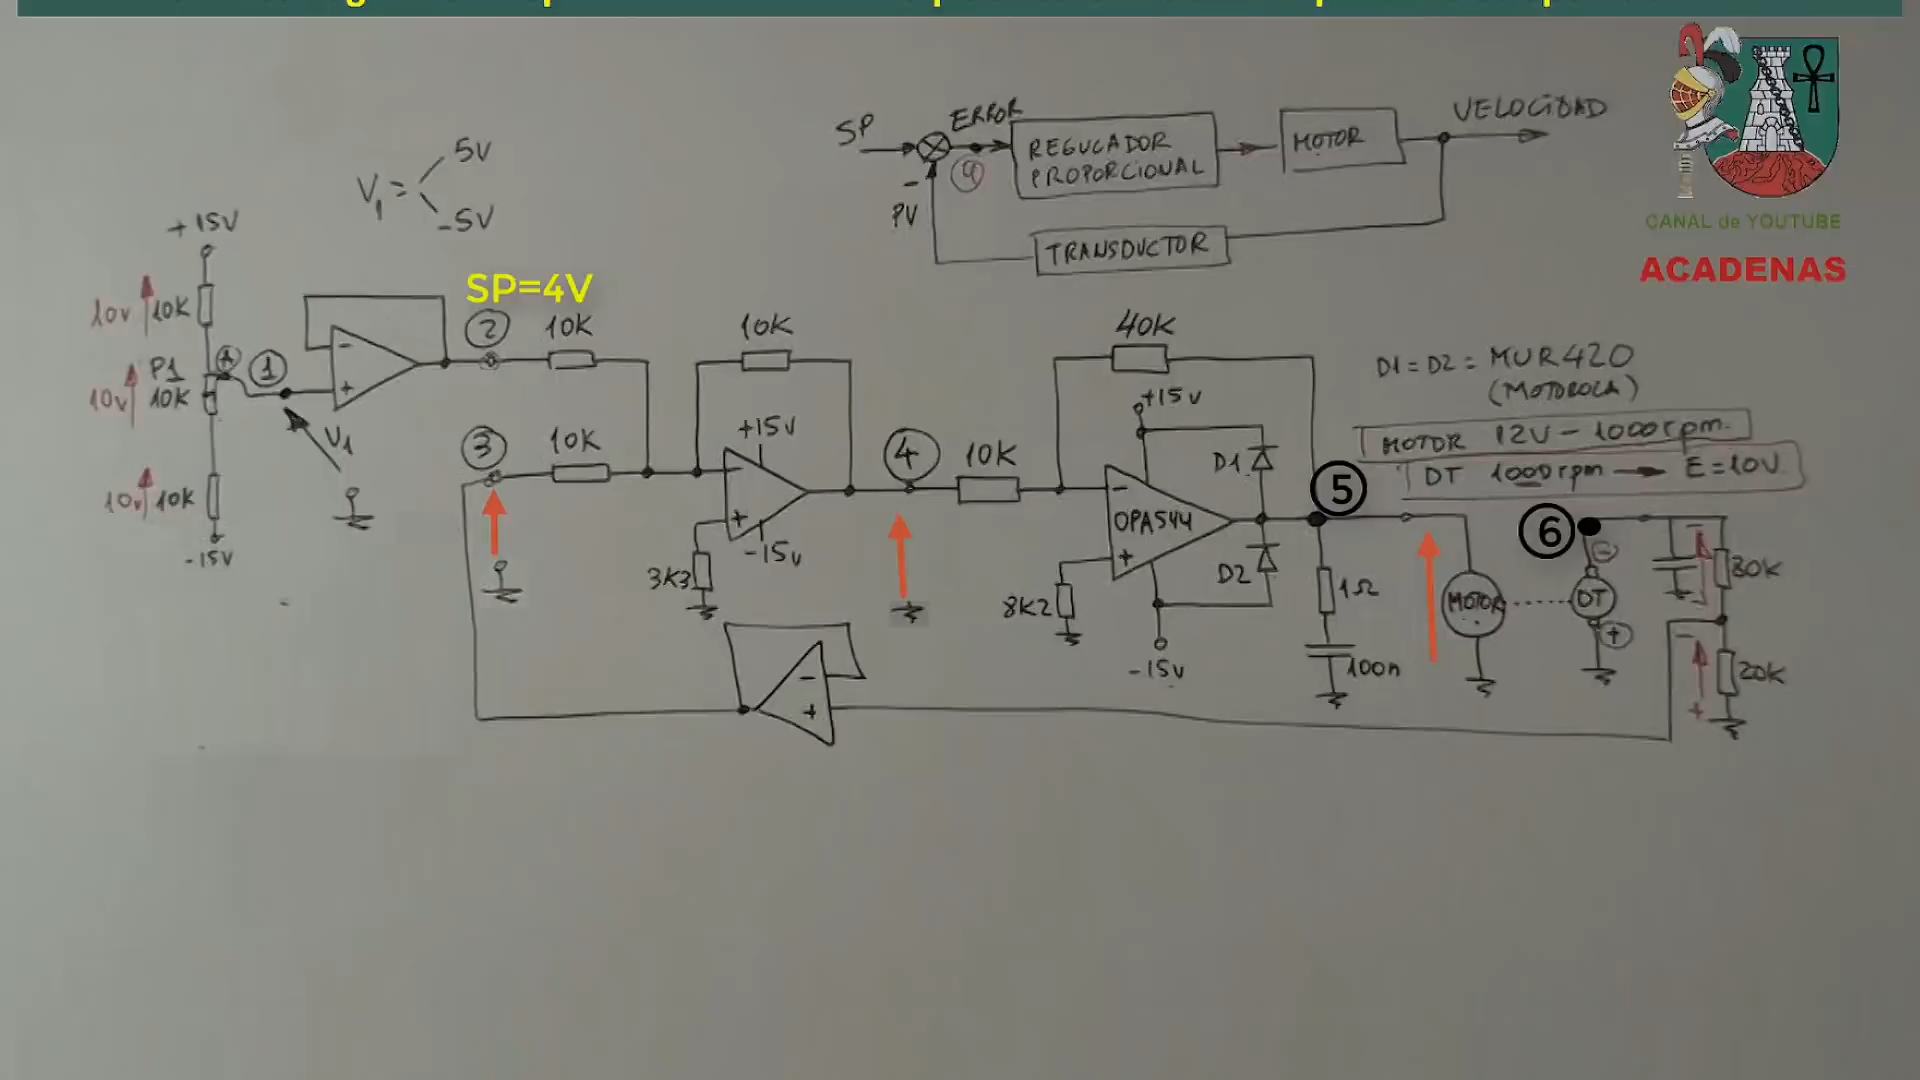 SP
ERROR
4
REGULADOR
PROPORCIONAL
MOTOR
VELOCIDAD
-
PV
TRANSDUCTOR
CANAL de YOUTUBE
ACADENAS
V1 =
5V
-5V
+15V
10V
10K
P1
10V
10K
1
V1
10V
10K
-15V
-
+
SP=4V
2
10K
3
10K
10K
+15V
-
+
-15V
3K3
4
10K
40K
+15V
-
+
OPA544
D1
D2
8K2
-15V
5
1Ω
100n
D1 = D2 = MUR420
(MOTOROLA)
MOTOR 12V - 1000rpm.
DT 1000rpm → E=10V
6
MOTOR
-
DT
+
-
+
20K
-
+